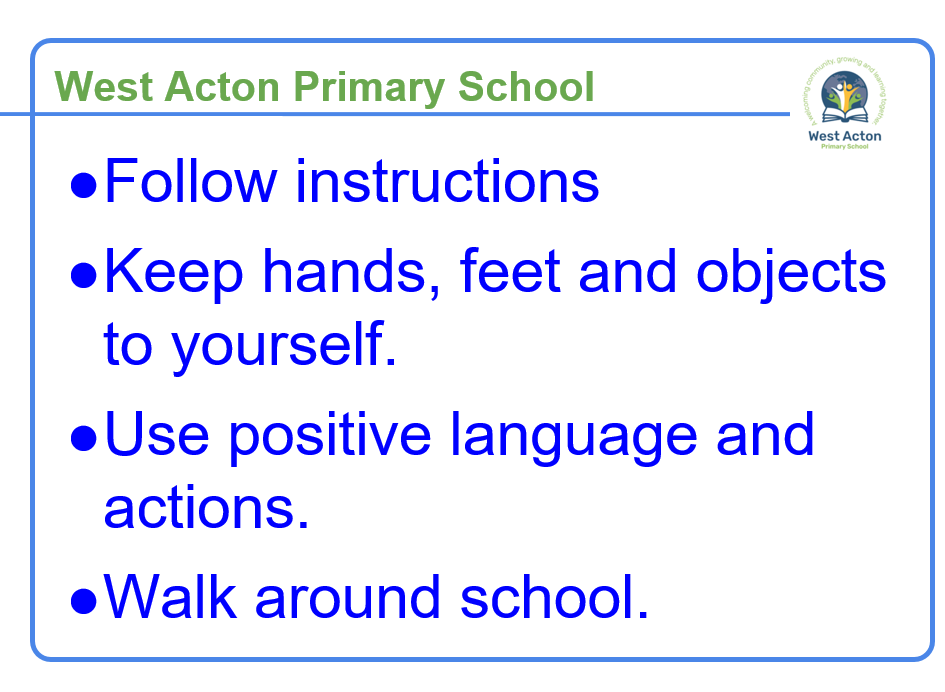 West Acton Primary School
A welcoming community, growing and learning together
West Acton
Primary School
●Follow instructions
●Keep hands, feet and objects
to yourself.
●Use positive language and
actions.
●Walk around school.